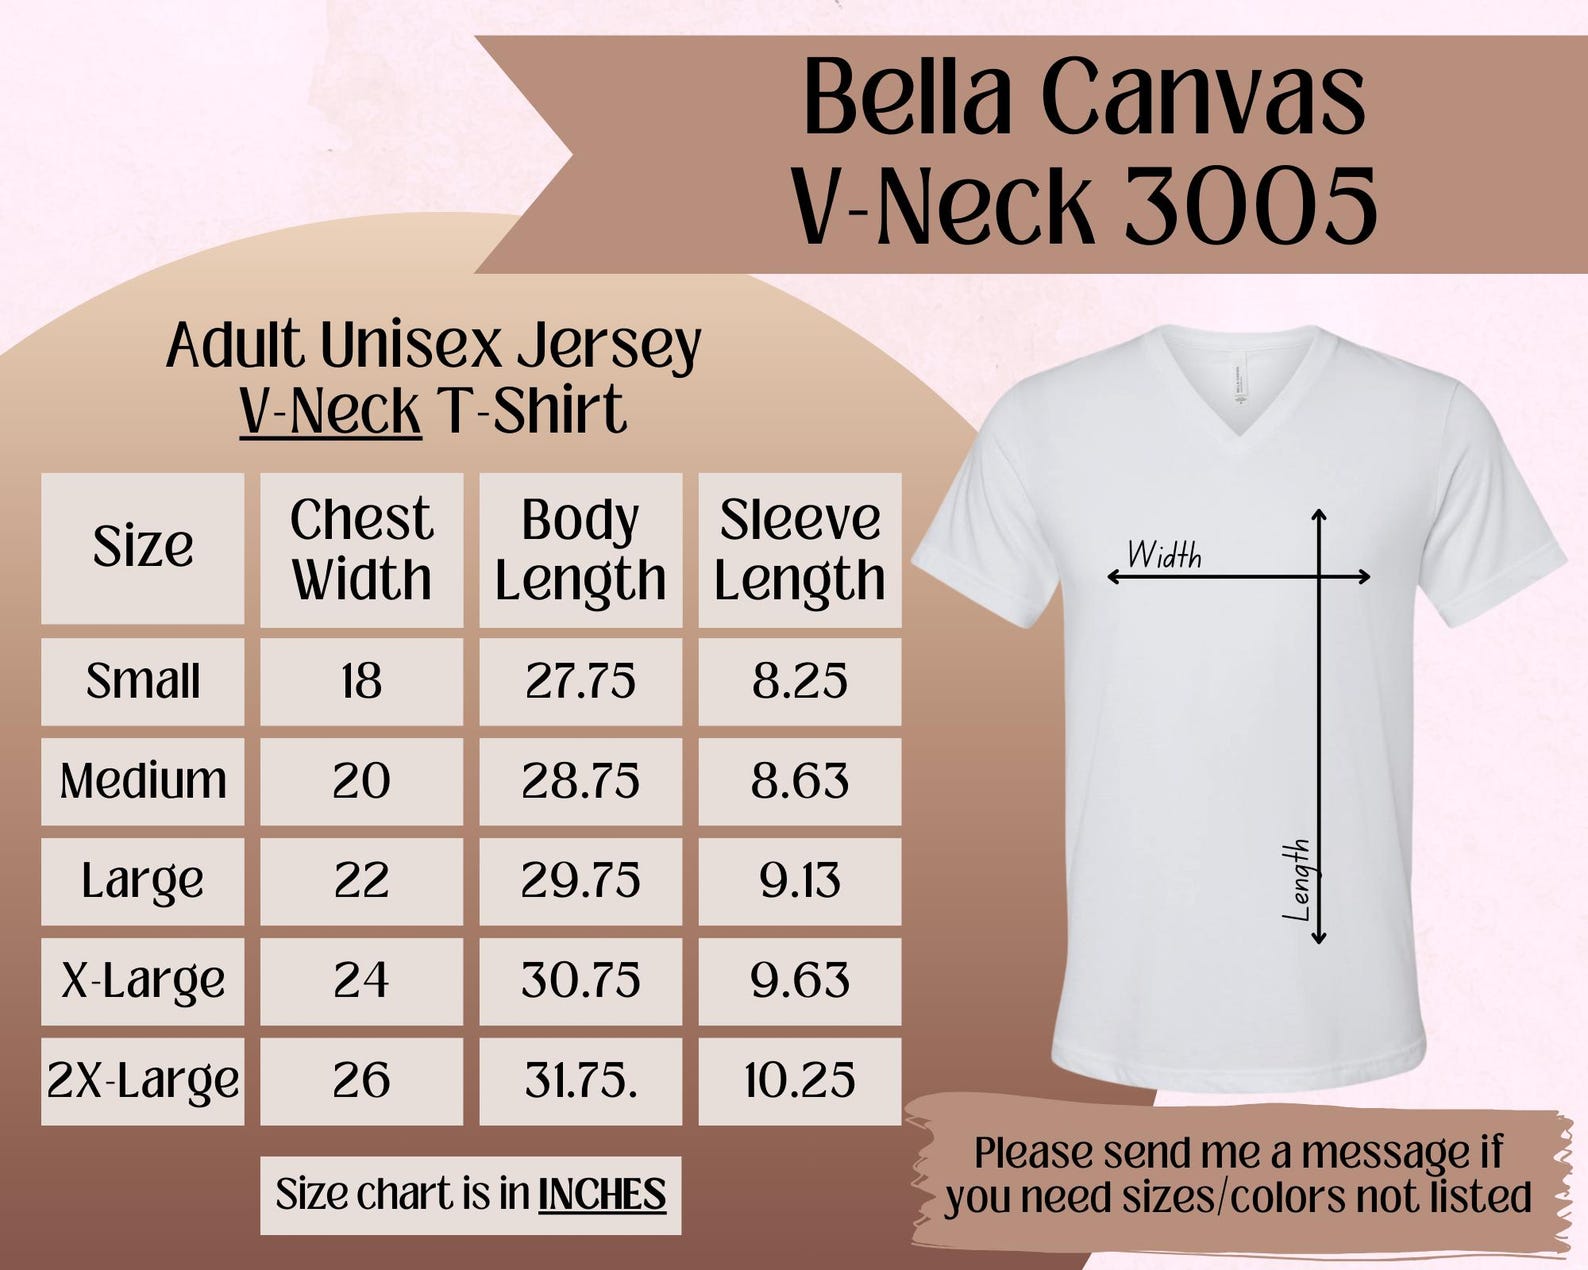 Bella Canvas
V-Neck 3005
Adult Unisex Jersey
V-Neck T-Shirt
Size
Chest
Width
Body
Length
Sleeve
Length
Small 18 27.75 8.25
Medium 20 28.75 8.63
Large 22 29.75 9.13
X-Large 24 30.75 9.63
2X-Large 26 31.75. 10.25
Size chart is in INCHES
Width
Length
Please send me a message if
you need sizes/colors not listed